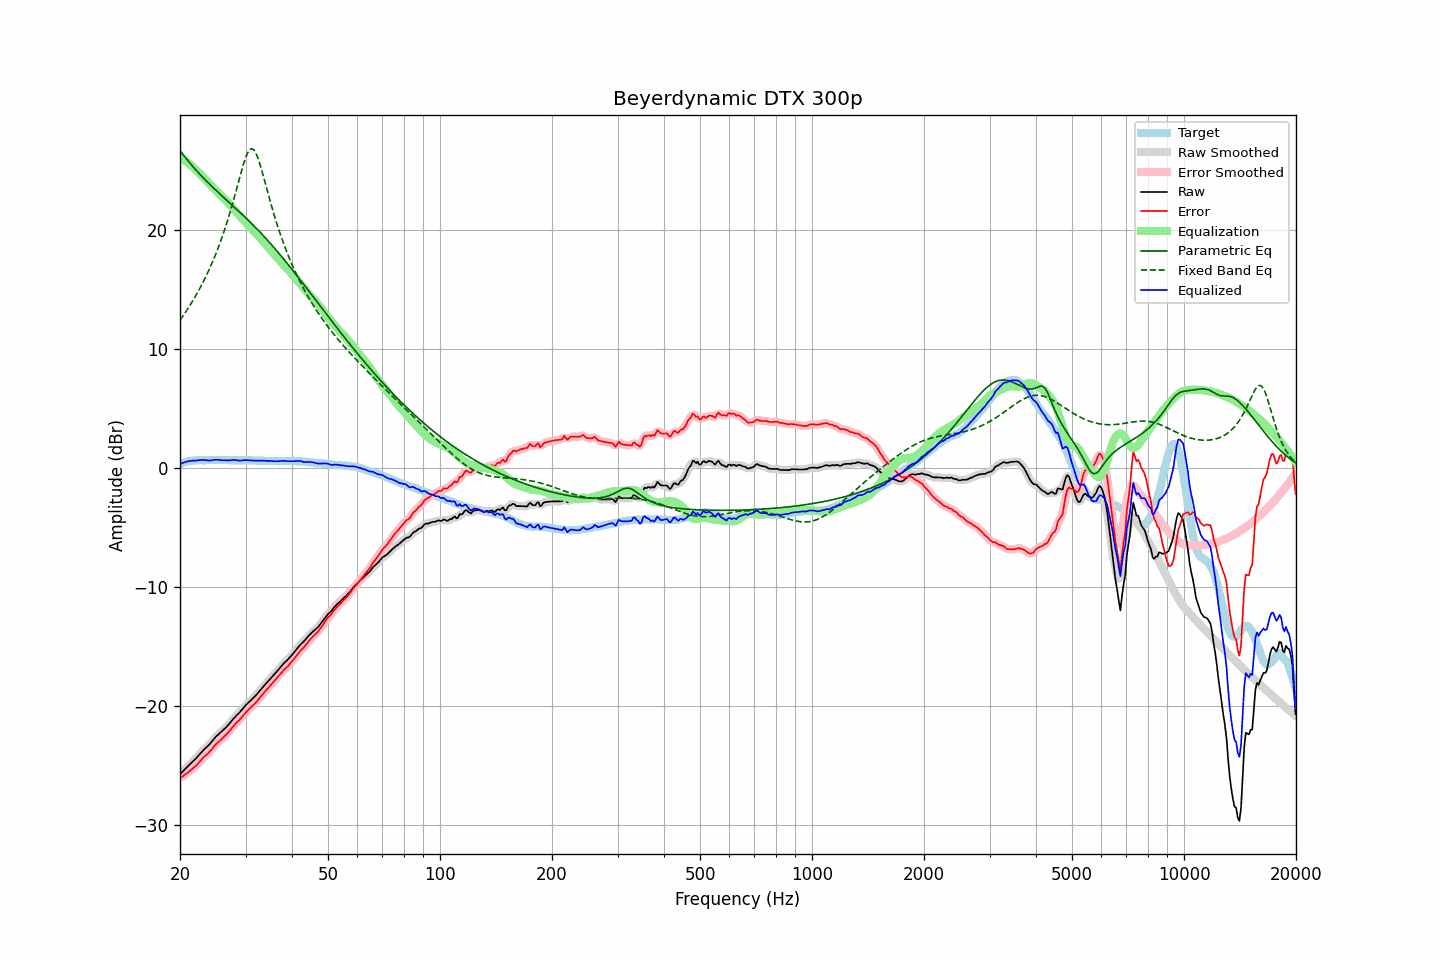 Beyerdynamic DTX 300p
Target
Raw Smoothed
Error Smoothed
Raw
Error
Equalization
Parametric Eq
Fixed Band Eq
Equalized
Amplitude (dBr)
20
10
0
−10
−20
−30
20
50
100
200
500
1000
2000
5000
10000
20000
Frequency (Hz)